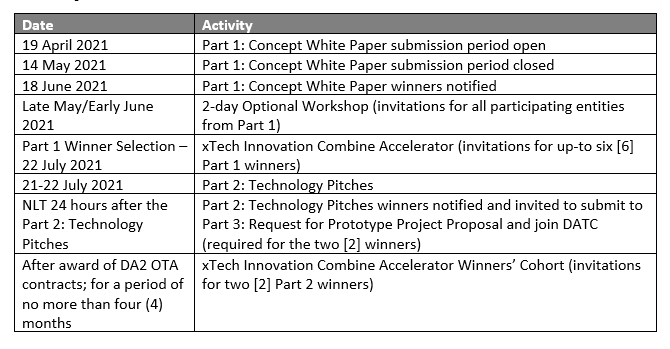 Date Activity
19 April 2021 Part 1: Concept White Paper submission period open
14 May 2021 Part 1: Concept White Paper submission period closed
18 June 2021 Part 1: Concept White Paper winners notified
Late May/Early June 2-day Optional Workshop (invitations for all participating entities
2021 from Part 1)
Part 1 Winner Selection – xTech Innovation Combine Accelerator (invitations for up-to six [6]
22 July 2021 Part 1 winners)
21-22 July 2021 Part 2: Technology Pitches
NLT 24 hours after the Part 2: Technology Pitches winners notified and invited to submit to
Part 2: Technology Part 3: Request for Prototype Project Proposal and join DATC
Pitches (required for the two [2] winners)
After award of DA2 OTA xTech Innovation Combine Accelerator Winners’ Cohort (invitations
contracts; for a period of for two [2] Part 2 winners)
no more than four (4)
months